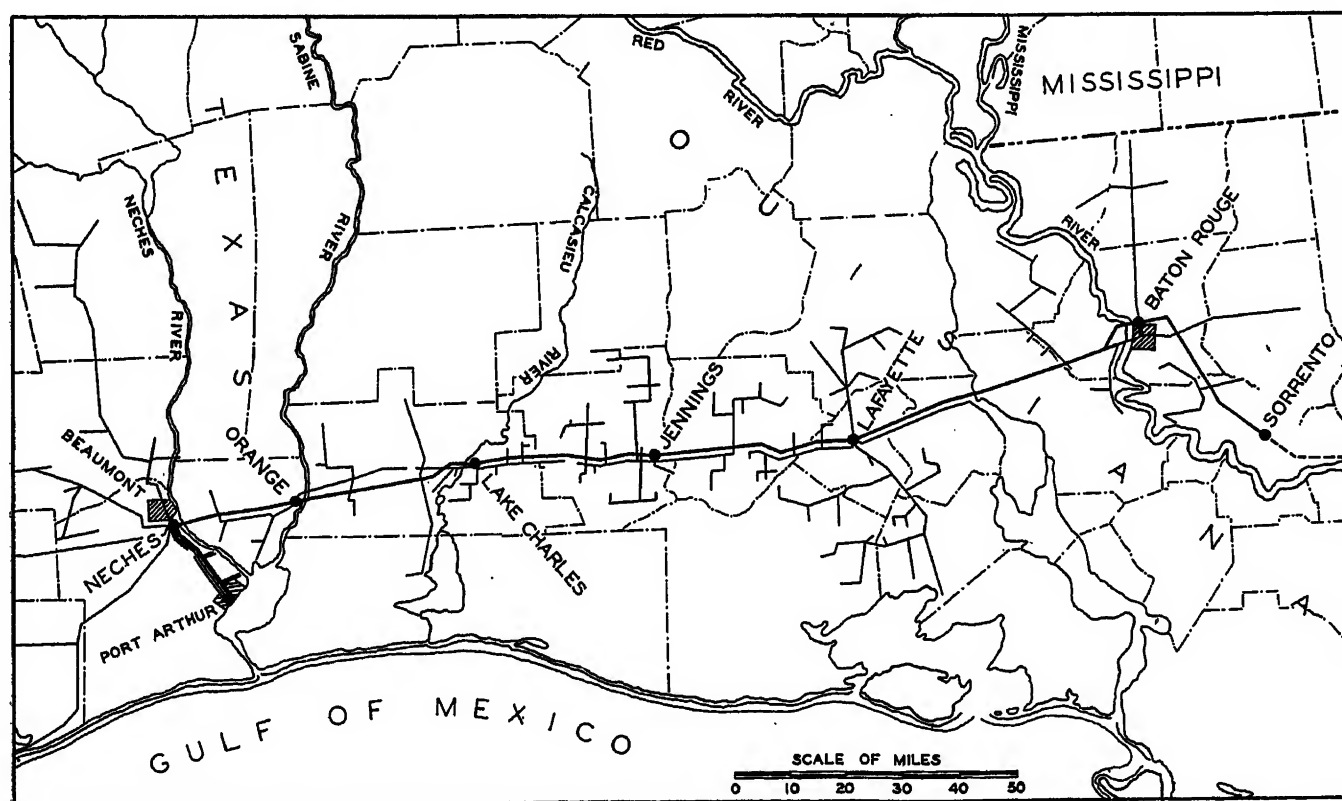 SABINE
RIVER
RED
RIVER
MISSISSIPPI
RIVER
MISSISSIPPI
TEXAS
NECHES
RIVER
CALCASIEU
RIVER
L O U I S I A N A
BATON ROUGE
SORRENTO
LAFAYETTE
JENNINGS
LAKE CHARLES
ORANGE
BEAUMONT
NECHES
PORT ARTHUR
GULF OF MEXICO
SCALE OF MILES
0 10 20 30 40 50